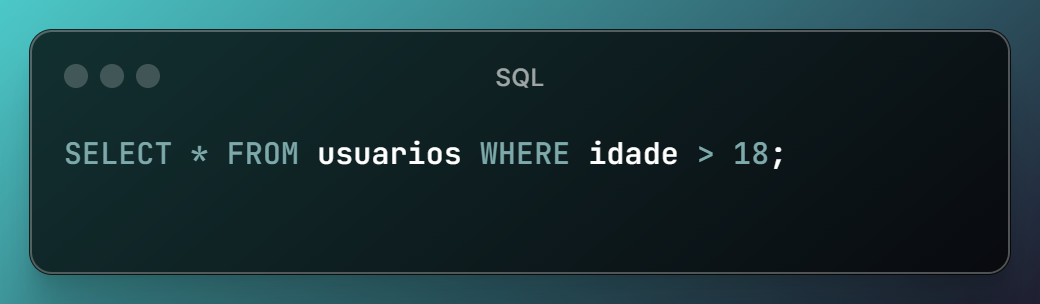 SQL
SELECT * FROM usuarios WHERE idade > 18;